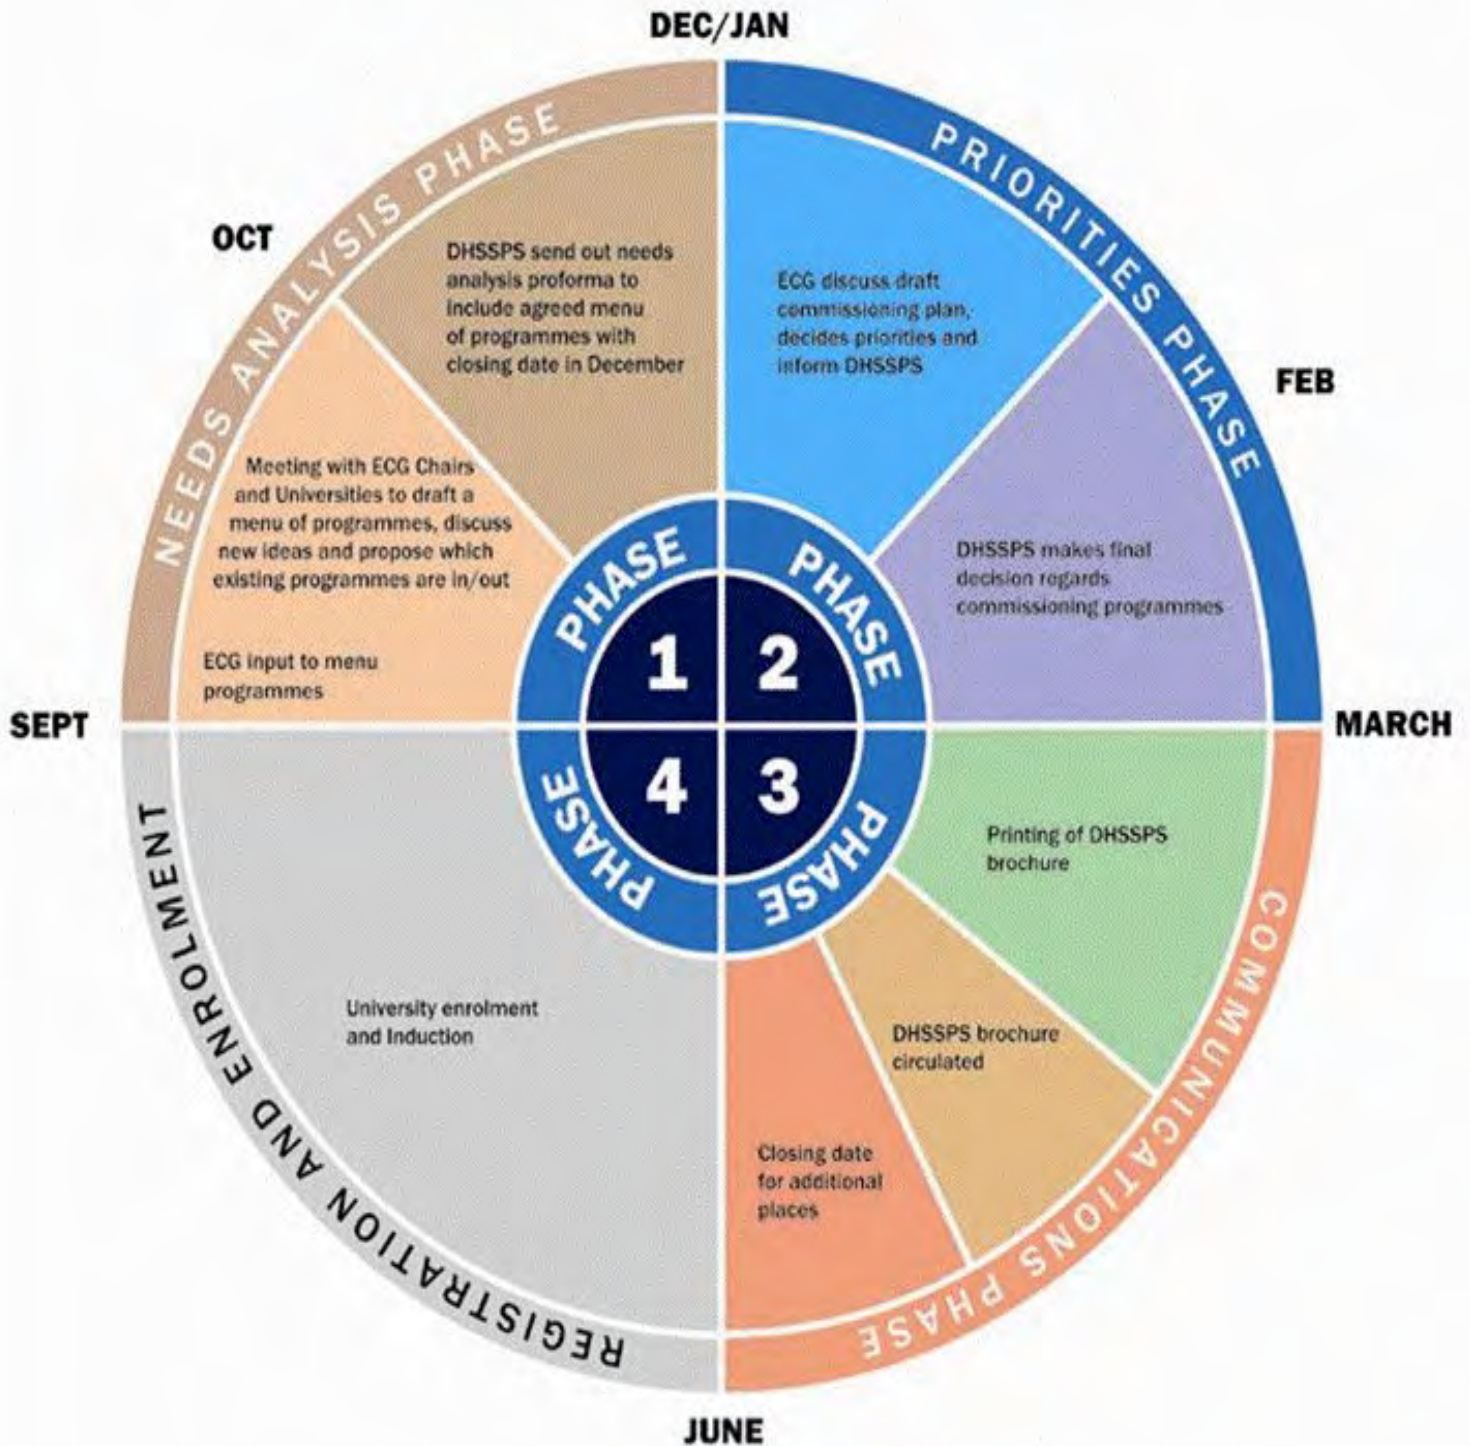 DEC/JAN
NEEDS ANALYSIS PHASE
PRIORITIES PHASE
OCT
DHSSPS send out needs
analysis proforma to
include agreed menu
of programmes with
closing date in December
ECG discuss draft
commissioning plan,
decides priorities and
inform DHSSPS
FEB
Meeting with ECG Chairs
and Universities to draft a
menu of programmes, discuss
new ideas and propose which
existing programmes are in/out
ECG input to menu
programmes
DHSSPS makes final
decision regards
commissioning programmes
PHASE
1
PHASE
2
SEPT
MARCH
PHASE
4
PHASE
3
Printing of DHSSPS
brochure
DHSSPS brochure
circulated
Closing date
for additional
places
COMMUNICATIONS PHASE
University enrolment
and Induction
REGISTRATION AND ENROLMENT
JUNE